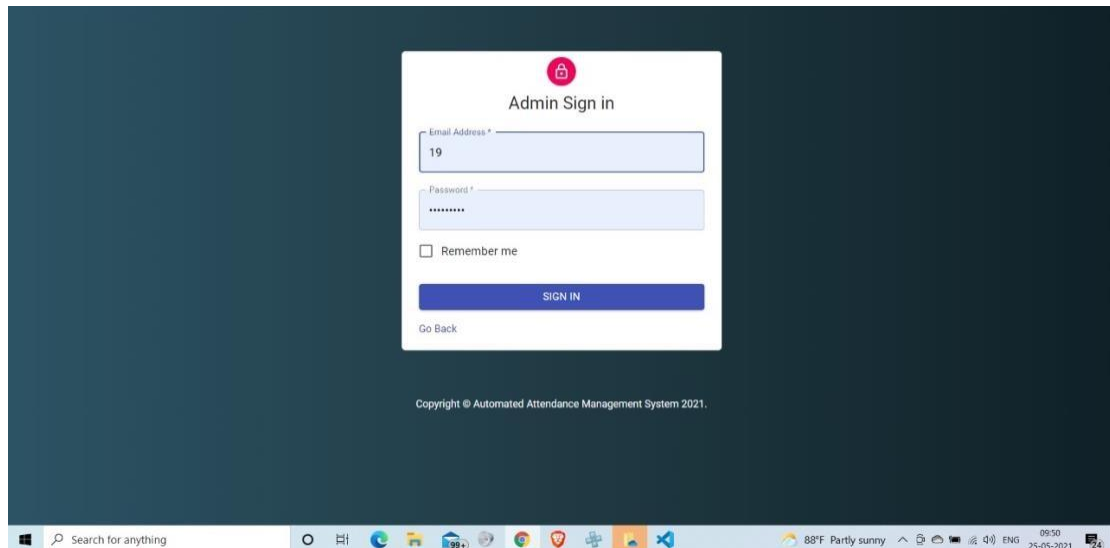 Admin Sign in
Email Address *
19
Password *
•••••••••
Remember me
SIGN IN
Go Back
Copyright © Automated Attendance Management System 2021.
Search for anything
99+
88°F Partly sunny
ENG
09:50
25-05-2021
24